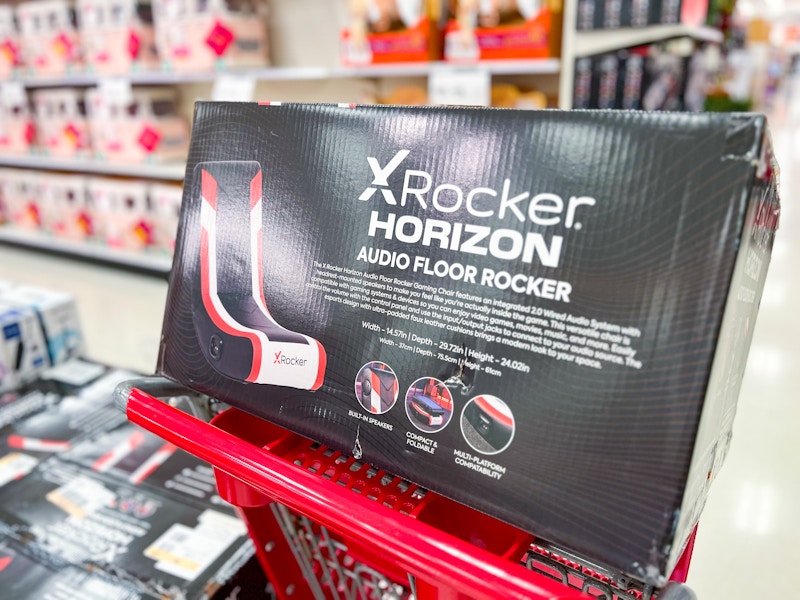 XRocker
HORIZON
AUDIO FLOOR ROCKER
The X Rocker Horizon Audio Floor Rocker Gaming Chair features an integrated 2.0 Wired Audio System with
headrest-mounted speakers to make you feel like you're actually inside the game. This versatile chair is
compatible with gaming systems & devices so you can enjoy video games, movies, music, and more. Easily
control the volume with the control panel and use the input/output jacks to connect to your audio source. The
esports design with ultra-padded faux leather cushions brings a modern look to your space.
Width - 14.57in | Depth - 29.72in | Height - 24.02in
Width - 37cm | Depth - 75.5cm | Height - 61cm
XRocker
BUILT-IN SPEAKERS
COMPACT &
FOLDABLE
MULTI-PLATFORM
COMPATABILITY